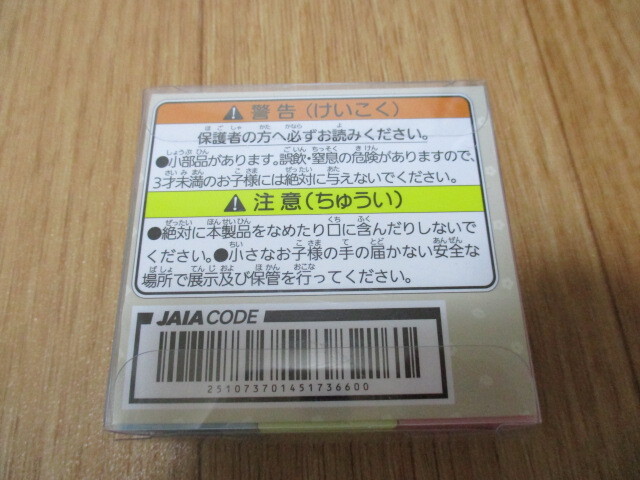 ⚠ 警告(けいこく)
保護者の方へ必ずお読みください。
●小部品があります。誤飲・窒息の危険がありますので、
3才未満のお子様には絶対に与えないでください。
⚠ 注意(ちゅうい)
●絶対に本製品をなめたり口に含んだりしないで
ください。●小さなお子様の手の届かない安全な
場所で展示及び保管を行ってください。
JAIA CODE
251073701451736600